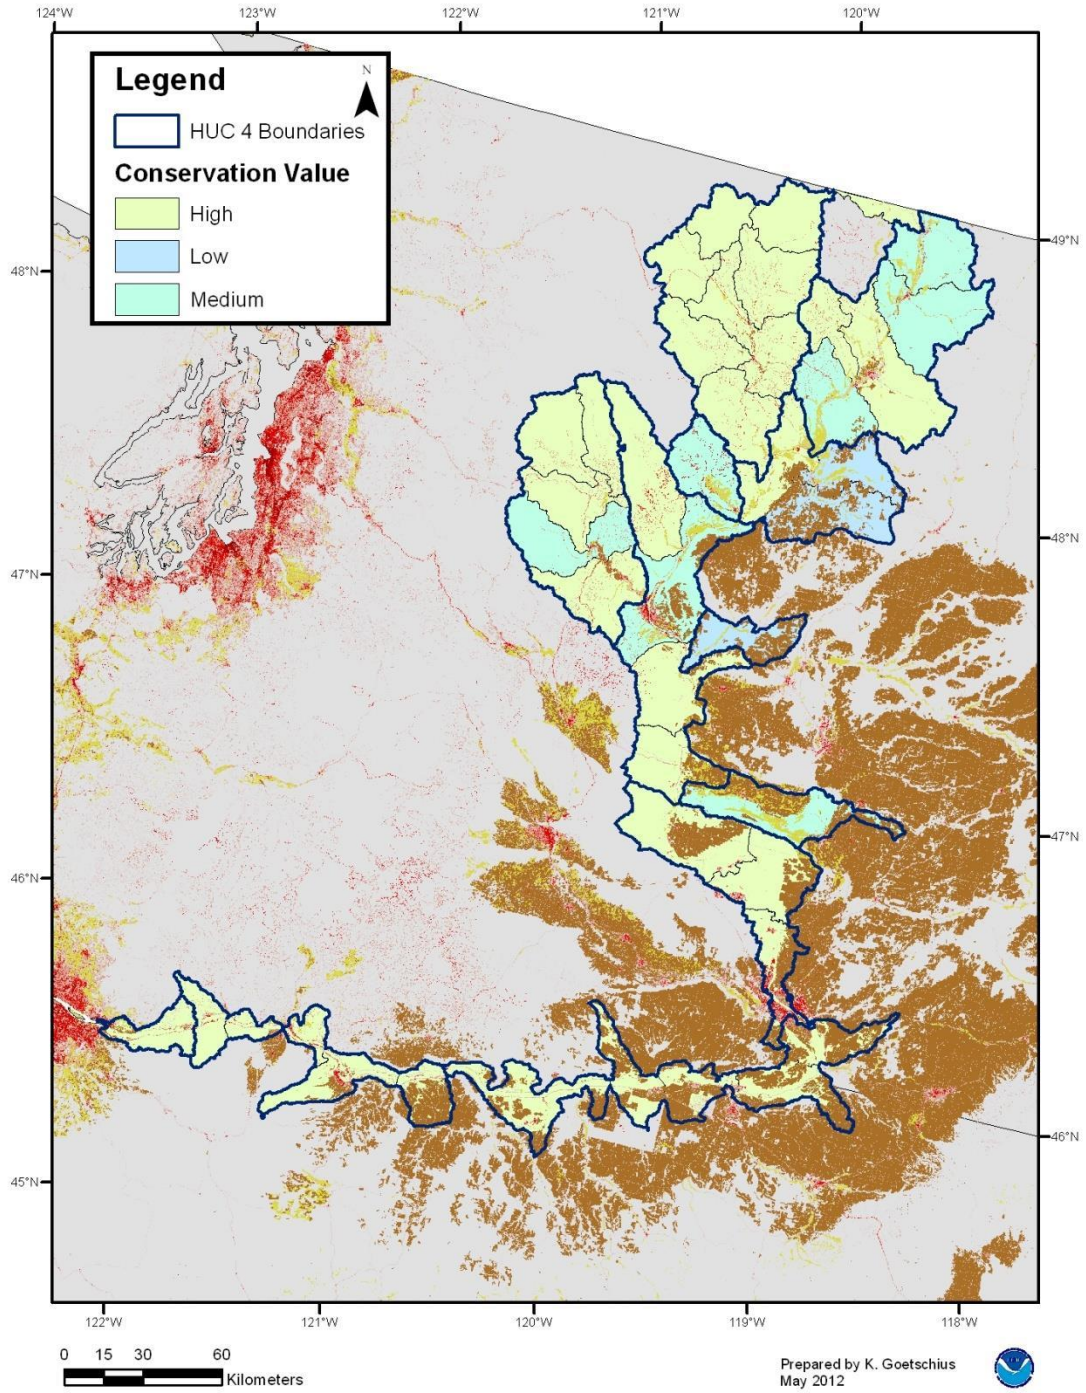 124°W 123°W 122°W 121°W 120°W
Legend
N
HUC 4 Boundaries
Conservation Value
High
Low
Medium
49°N
48°N
48°N
47°N
47°N
46°N
46°N
45°N
122°W 121°W 120°W 119°W 118°W
0 15 30 60
Kilometers
Prepared by K. Goetschius
May 2012